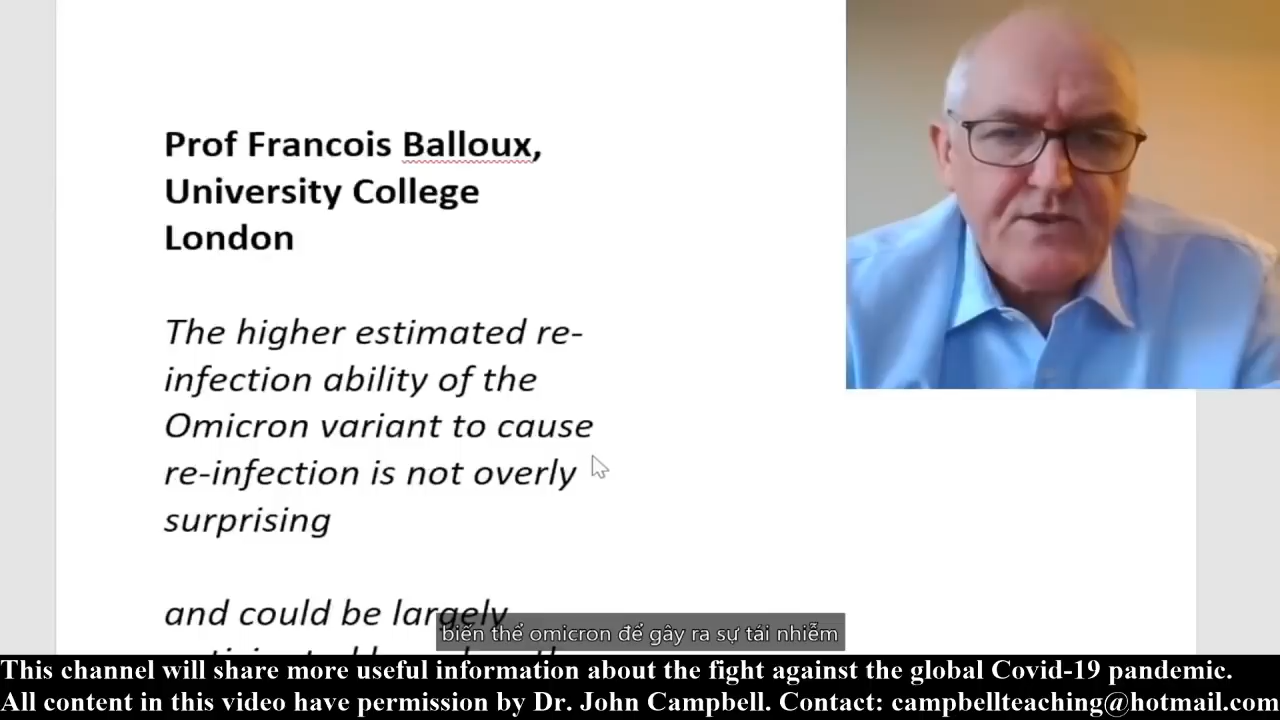 Prof Francois Balloux,
University College
London
The higher estimated re-
infection ability of the
Omicron variant to cause
re-infection is not overly
surprising
and could be largely
biến thể omicron để gây ra sự tái nhiễm
This channel will share more useful information about the fight against the global Covid-19 pandemic.
All content in this video have permission by Dr. John Campbell. Contact: campbellteaching@hotmail.com